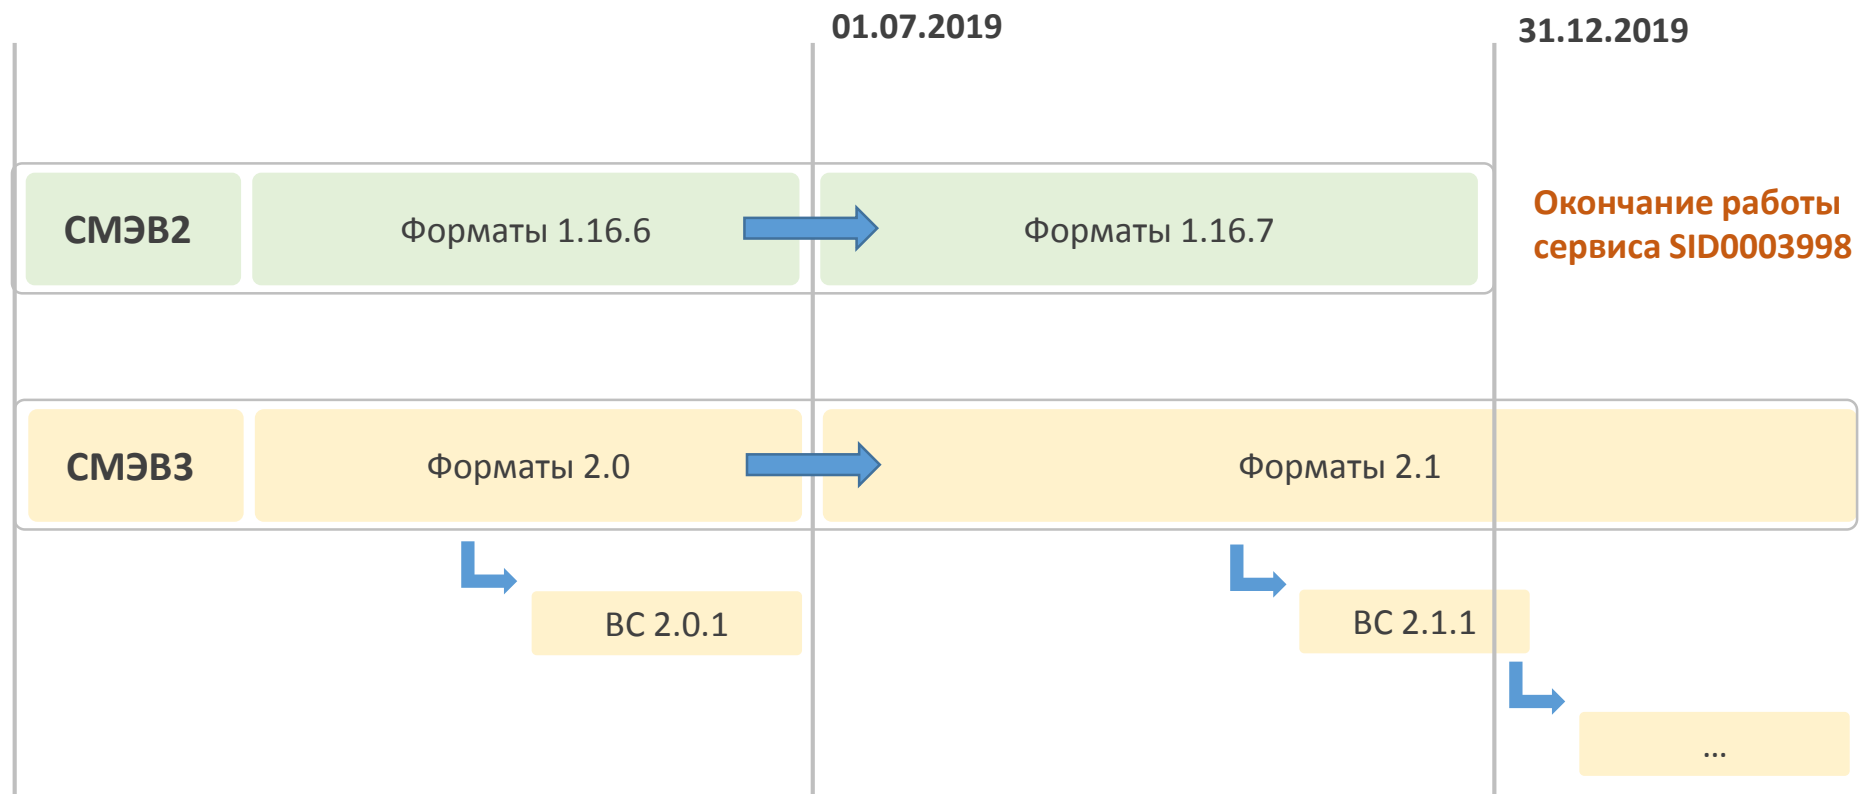 01.07.2019
31.12.2019
СМЭВ2
Форматы 1.16.6
Форматы 1.16.7
Окончание работы
сервиса SID0003998
СМЭВ3
Форматы 2.0
Форматы 2.1
ВС 2.0.1
ВС 2.1.1
...